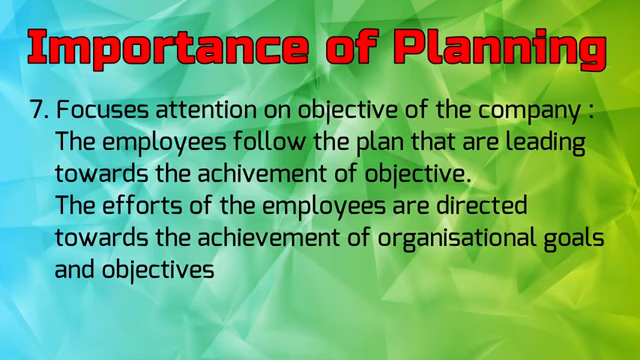 Importance of Planning
7. Focuses attention on objective of the company :
The employees follow the plan that are leading
towards the achivement of objective.
The efforts of the employees are directed
towards the achievement of organisational goals
and objectives